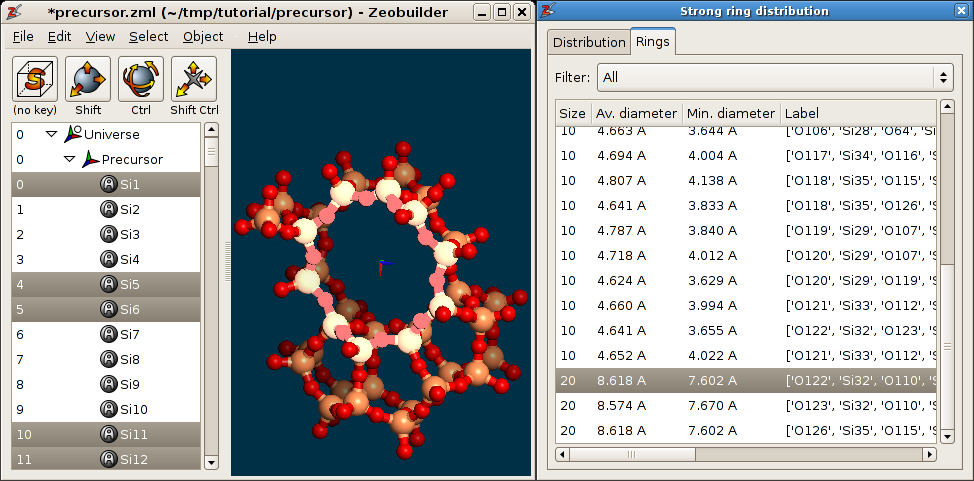 *precursor.zml (~/tmp/tutorial/precursor) - Zeobuilder
File Edit View Select Object Help
(no key) Shift Ctrl Shift Ctrl
0 Universe
0 Precursor
0 Si1
1 Si2
2 Si3
3 Si4
4 Si5
5 Si6
6 Si7
7 Si8
8 Si9
9 Si10
10 Si11
11 Si12
Strong ring distribution
Distribution Rings
Filter: All
Size Av. diameter Min. diameter Label
10 4.663 A 3.644 A ['O106', 'Si28', 'O64', 'Si
10 4.694 A 4.004 A ['O117', 'Si34', 'O116', 'S
10 4.807 A 4.138 A ['O118', 'Si35', 'O115', 'S
10 4.641 A 3.833 A ['O118', 'Si35', 'O126', 'S
10 4.787 A 3.840 A ['O119', 'Si29', 'O107', 'S
10 4.718 A 4.012 A ['O120', 'Si29', 'O107', 'S
10 4.624 A 3.629 A ['O120', 'Si29', 'O119', 'S
10 4.660 A 3.994 A ['O121', 'Si33', 'O112', 'S
10 4.641 A 3.655 A ['O122', 'Si32', 'O123', 'S
10 4.652 A 4.022 A ['O121', 'Si33', 'O112', 'S
20 8.618 A 7.602 A ['O122', 'Si32', 'O110', 'S
20 8.574 A 7.670 A ['O123', 'Si32', 'O110', 'S
20 8.618 A 7.602 A ['O126', 'Si35', 'O115', 'S